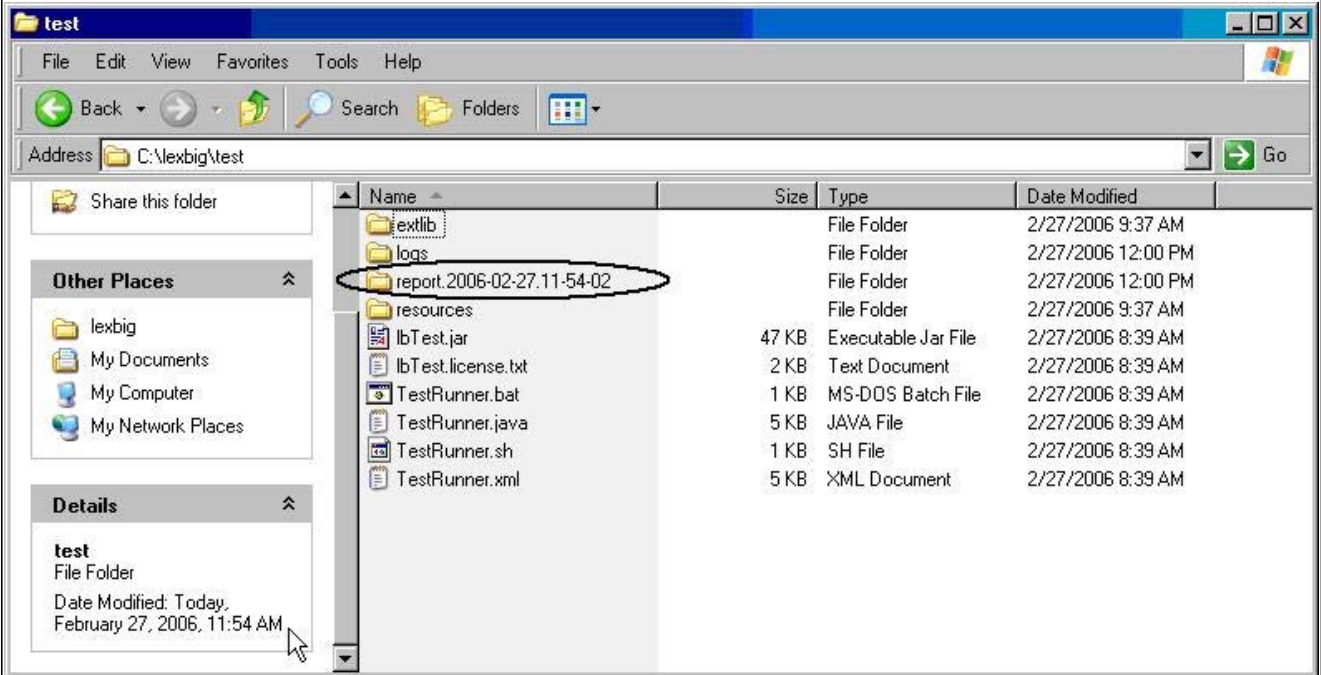 test
File Edit View Favorites Tools Help
Back Search Folders
Address C:\lexbig\test Go
Share this folder
Other Places
lexbig
My Documents
My Computer
My Network Places
Details
test
File Folder
Date Modified: Today,
February 27, 2006, 11:54 AM
Name Size Type Date Modified
extlib File Folder 2/27/2006 9:37 AM
logs File Folder 2/27/2006 12:00 PM
report.2006-02-27.11-54-02 File Folder 2/27/2006 12:00 PM
resources File Folder 2/27/2006 9:37 AM
lbTest.jar 47 KB Executable Jar File 2/27/2006 8:39 AM
lbTest.license.txt 2 KB Text Document 2/27/2006 8:39 AM
TestRunner.bat 1 KB MS-DOS Batch File 2/27/2006 8:39 AM
TestRunner.java 5 KB JAVA File 2/27/2006 8:39 AM
TestRunner.sh 1 KB SH File 2/27/2006 8:39 AM
TestRunner.xml 5 KB XML Document 2/27/2006 8:39 AM